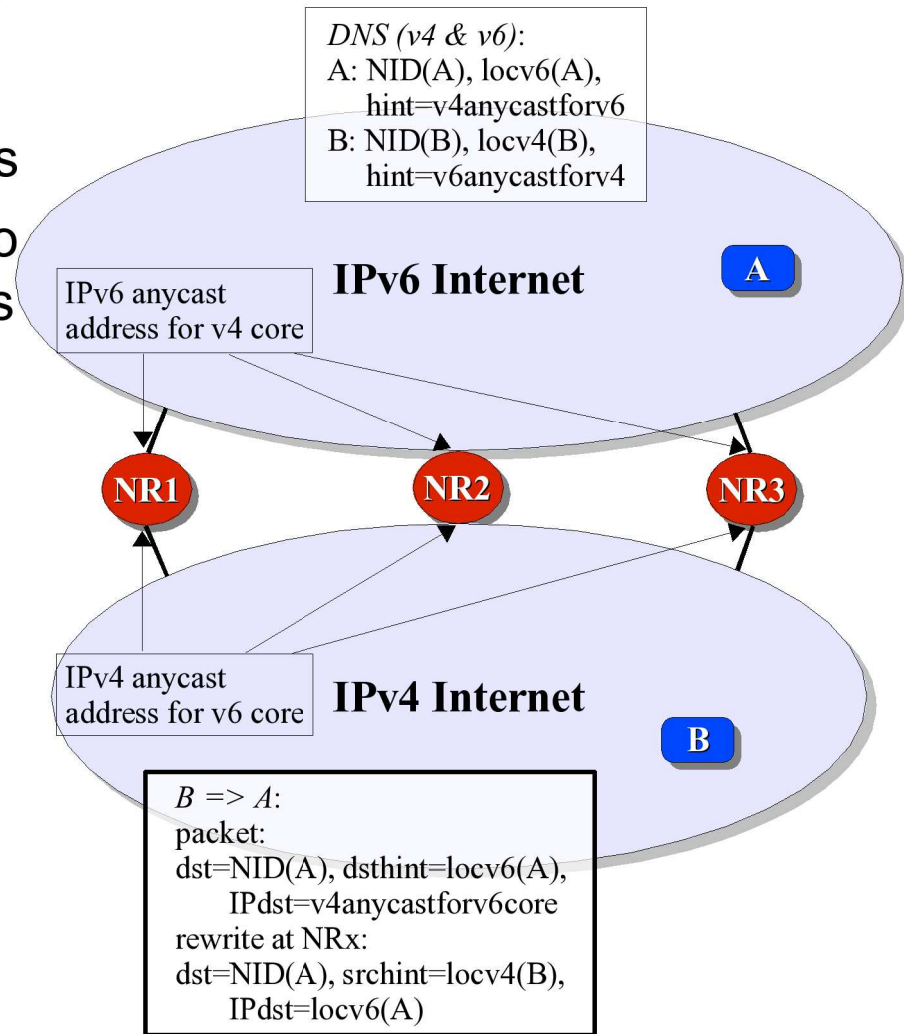 DNS (v4 & v6):
A: NID(A), locv6(A),
hint=v4anycastforv6
B: NID(B), locv4(B),
hint=v6anycastforv4
s
o
s
IPv6 Internet
A
IPv6 anycast
address for v4 core
NR1
NR2
NR3
IPv4 anycast
address for v6 core
IPv4 Internet
B
B => A:
packet:
dst=NID(A), dsthint=locv6(A),
IPdst=v4anycastforv6core
rewrite at NRx:
dst=NID(A), srchint=locv4(B),
IPdst=locv6(A)